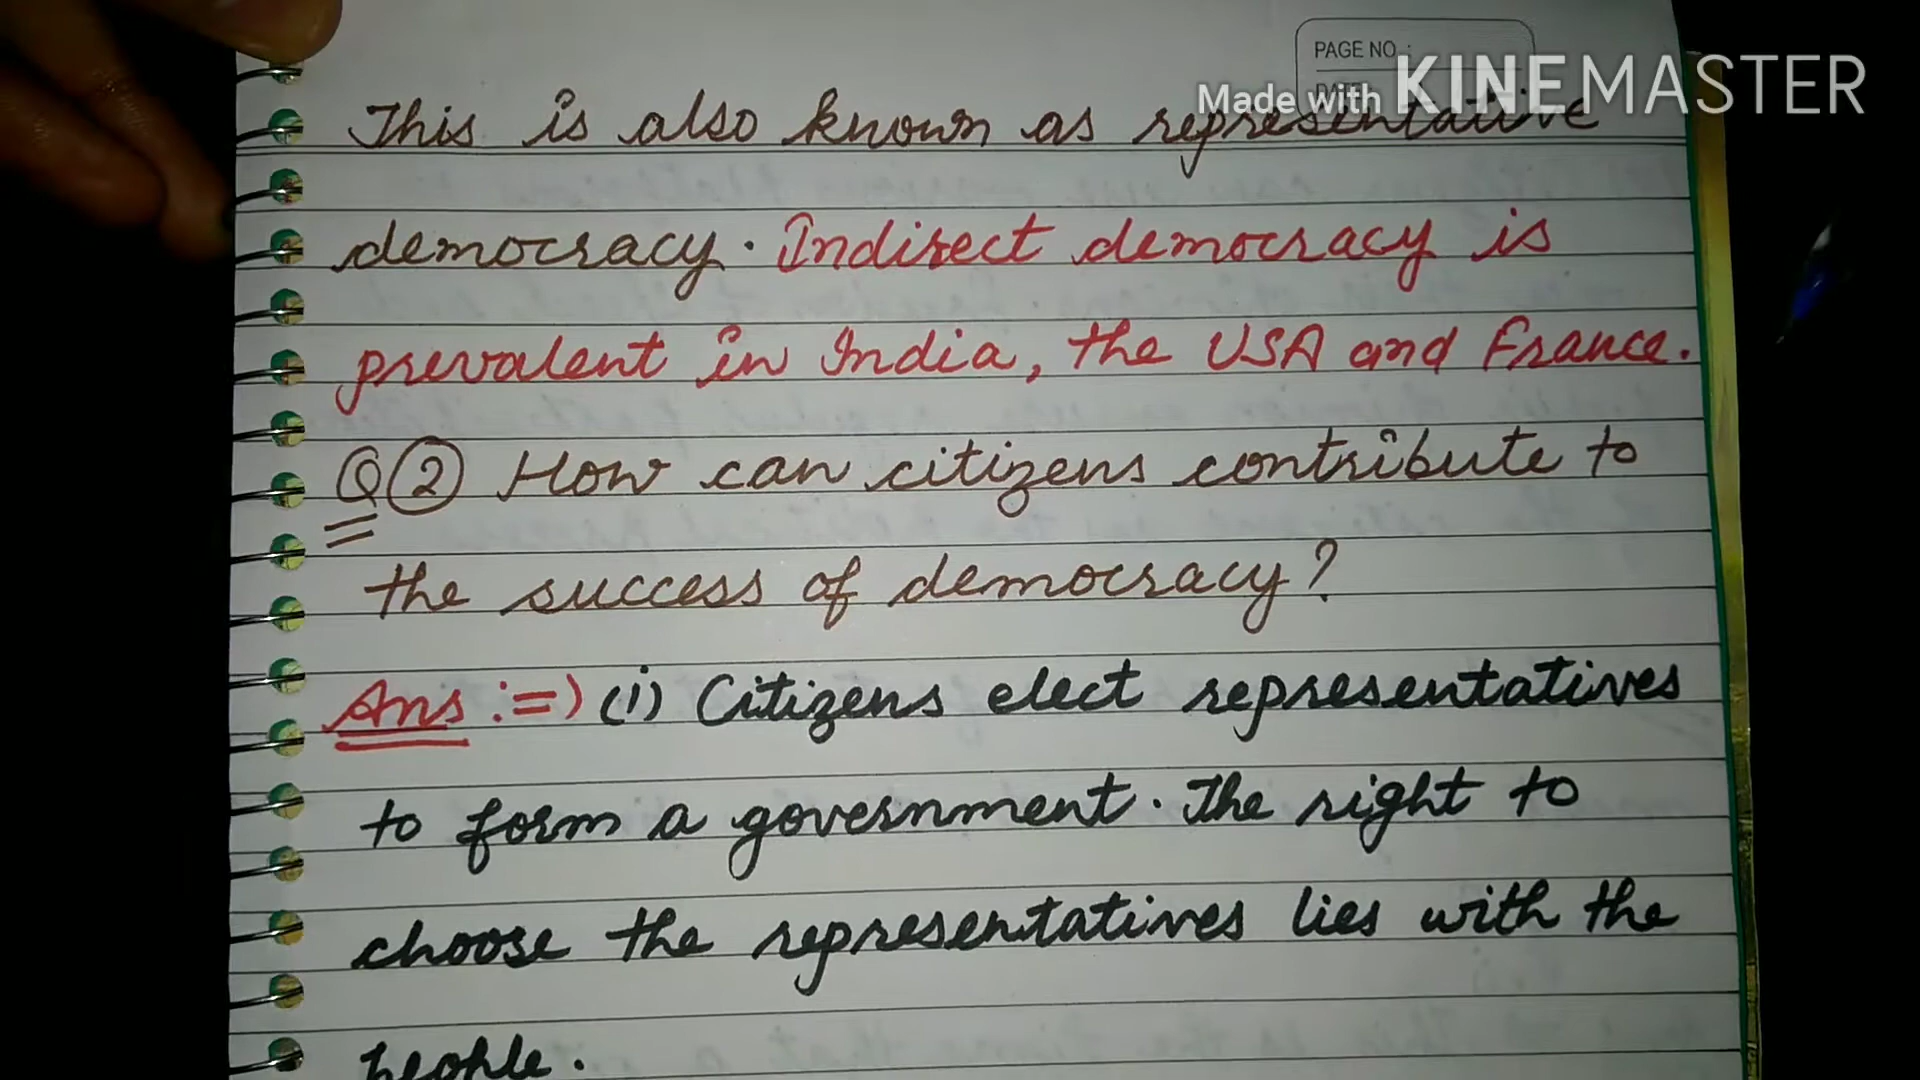 PAGE NO.:
DATE
Made with KINEMASTER
This is also known as representative
democracy. Indirect democracy is
prevalent in India, the USA and France.
Q② How can citizens contribute to
the success of democracy?
Ans :=) (i) Citizens elect representatives
to form a government. The right to
choose the representatives lies with the
people.